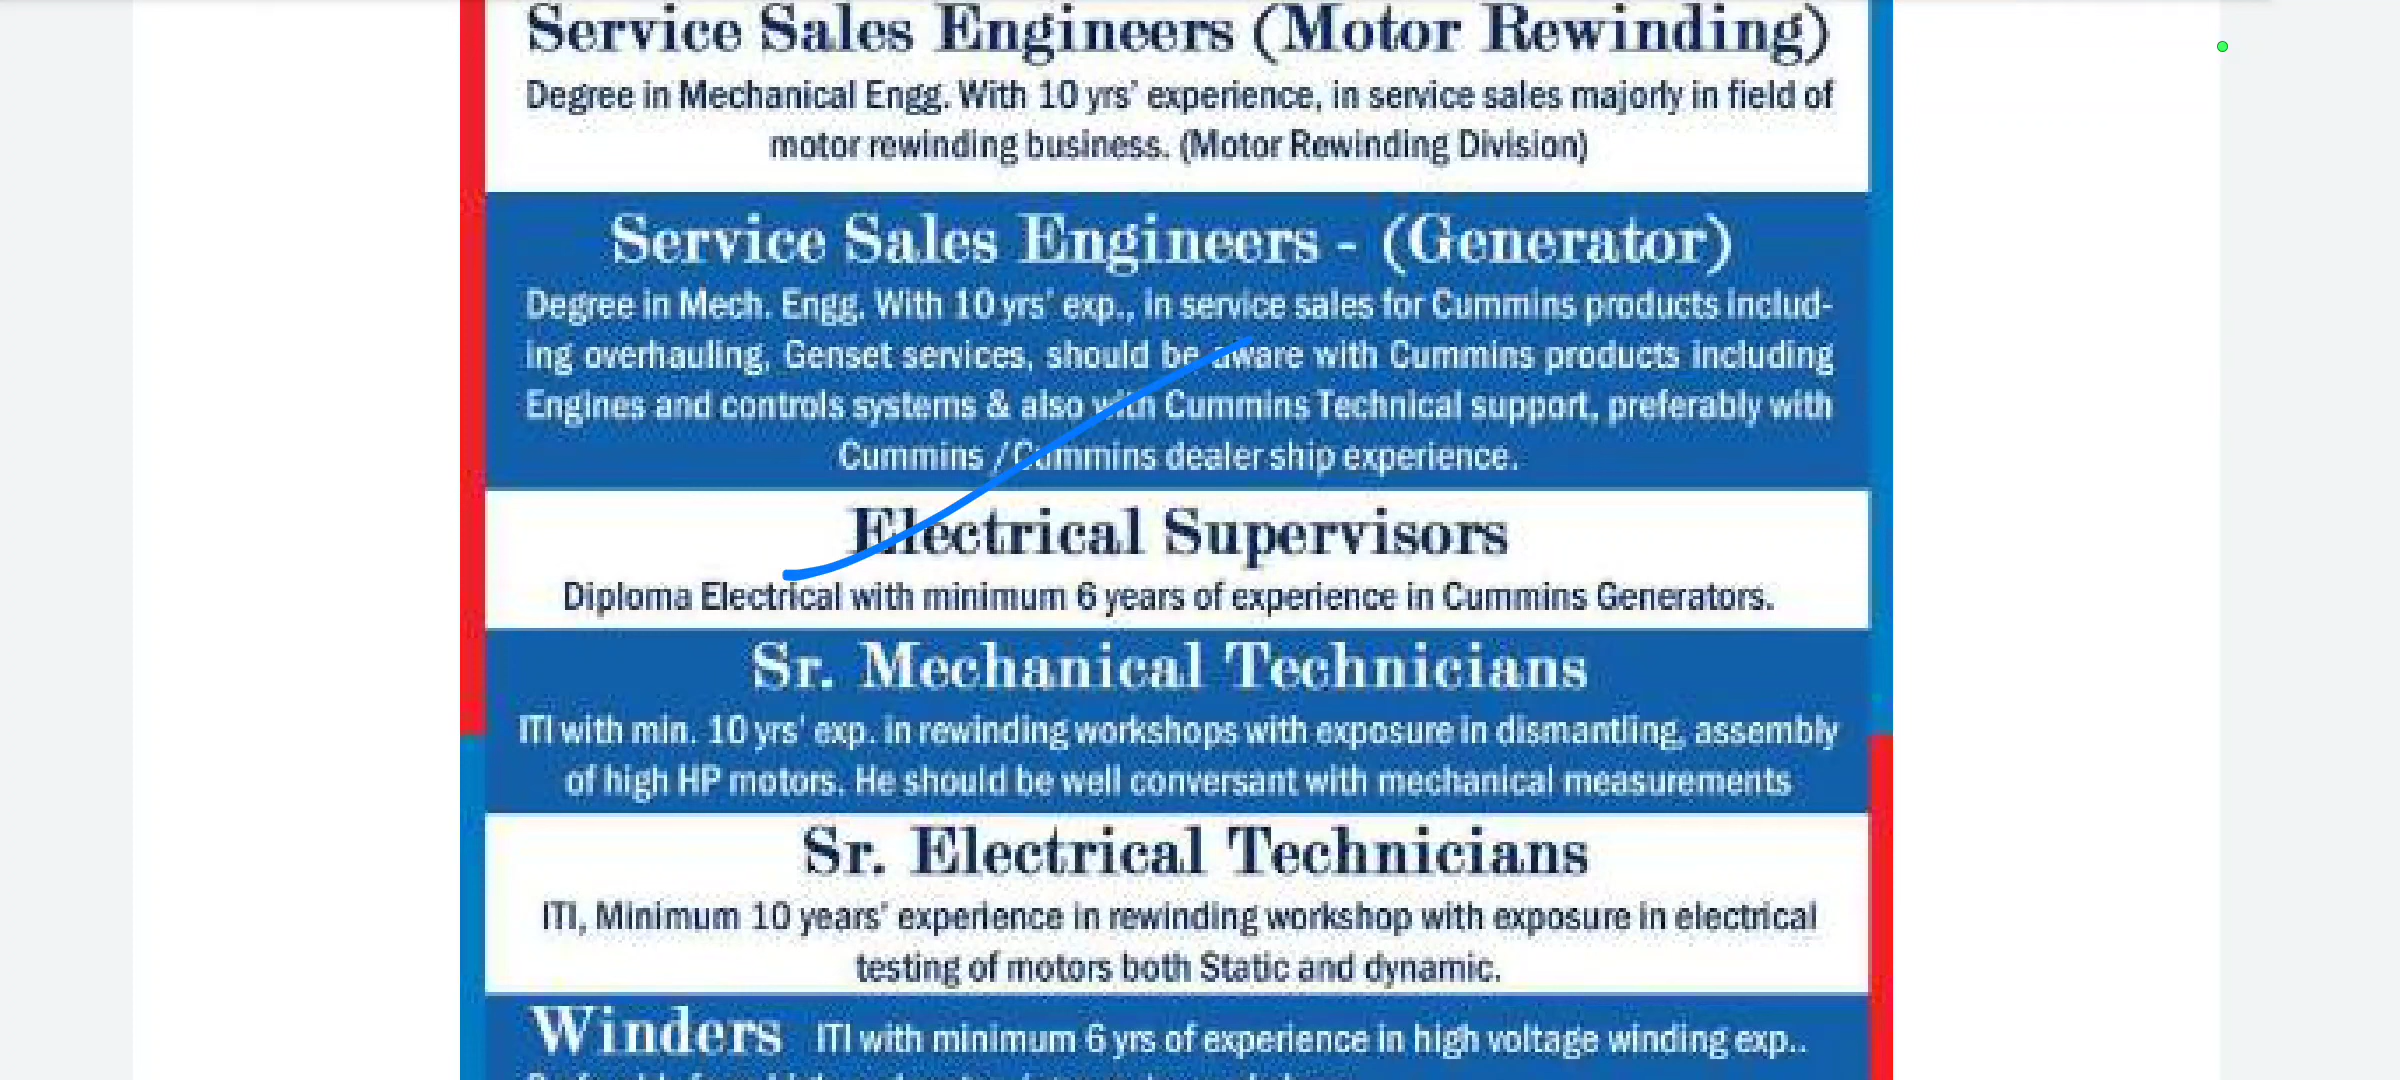 Service Sales Engineers (Motor Rewinding)
Degree in Mechanical Engg. With 10 yrs' experience, in service sales majorly in field of
motor rewinding business. (Motor Rewinding Division)
Service Sales Engineers - (Generator)
Degree in Mech. Engg. With 10 yrs' exp., in service sales for Cummins products includ-
ing overhauling, Genset services, should be aware with Cummins products including
Engines and controls systems & also with Cummins Technical support, preferably with
Cummins / Cummins dealer ship experience.
Electrical Supervisors
Diploma Electrical with minimum 6 years of experience in Cummins Generators.
Sr. Mechanical Technicians
ITI with min. 10 yrs' exp. in rewinding workshops with exposure in dismantling, assembly
of high HP motors. He should be well conversant with mechanical measurements
Sr. Electrical Technicians
ITI, Minimum 10 years' experience in rewinding workshop with exposure in electrical
testing of motors both Static and dynamic.
Winders ITI with minimum 6 yrs of experience in high voltage winding exp..